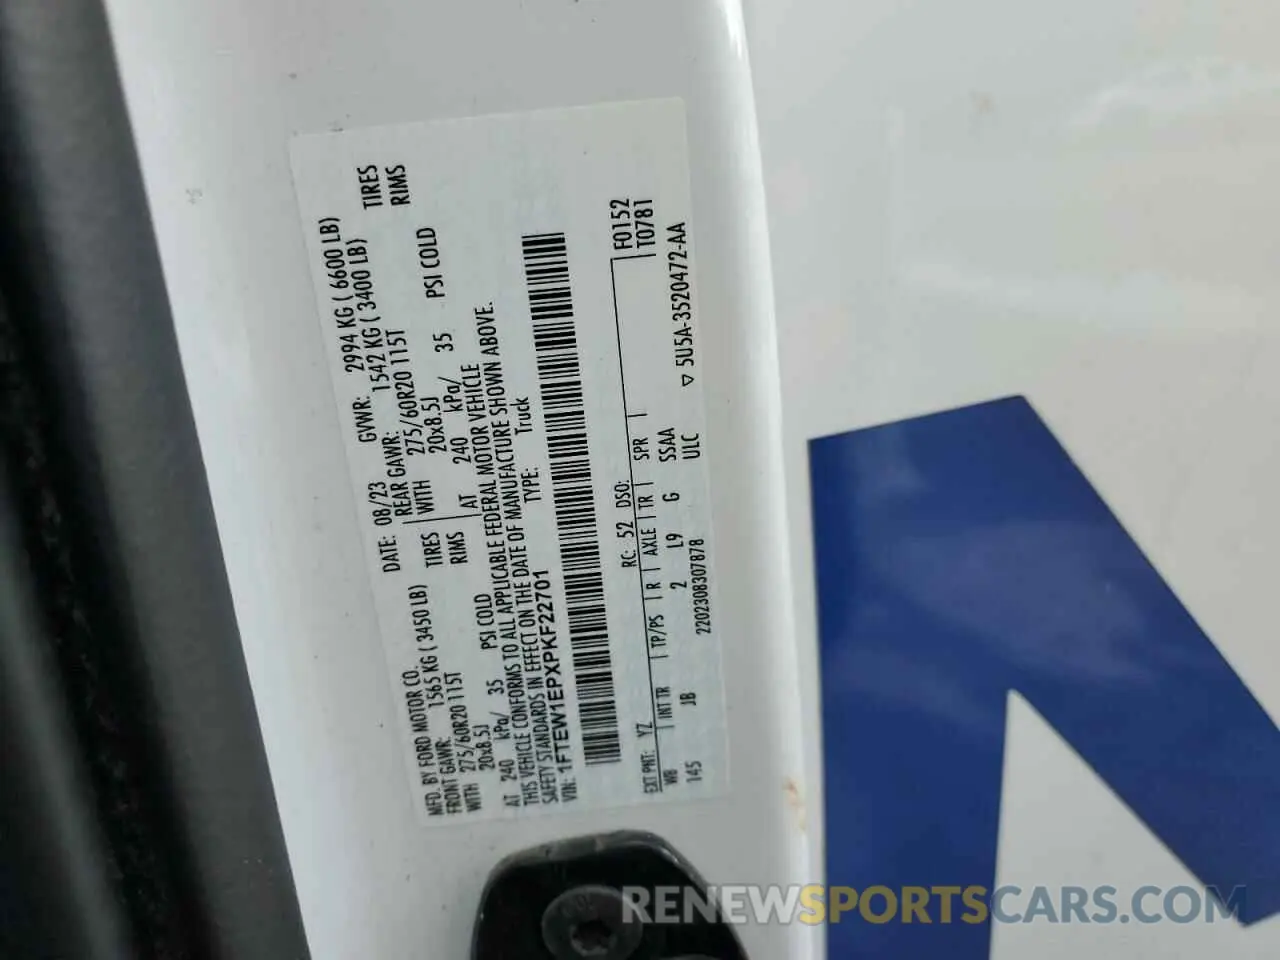 MFD. BY FORD MOTOR CO.
DATE: 08/23
GVWR: 2994 KG ( 6600 LB)
FRONT GAWR: 1565 KG ( 3450 LB)
REAR GAWR: 1542 KG ( 3400 LB)
WITH 275/60R20 115T TIRES
WITH 275/60R20 115T TIRES
20x8.5J RIMS
20x8.5J RIMS
AT 240 kPa/ 35 PSI COLD
AT 240 kPa/ 35 PSI COLD
THIS VEHICLE CONFORMS TO ALL APPLICABLE FEDERAL MOTOR VEHICLE
SAFETY STANDARDS IN EFFECT ON THE DATE OF MANUFACTURE SHOWN ABOVE.
VIN: 1FTEW1EPXPKF22701
TYPE: Truck
F0152
T0781
EXT PNT: YZ RC: 52 DSO:
WB INT TR TP/PS R AXLE TR SPR
145 JB 2 L9 G SSAA
2202308307878 ULC ▽ 5U5A-3520472-AA
RENEWSPORTSCARS.COM